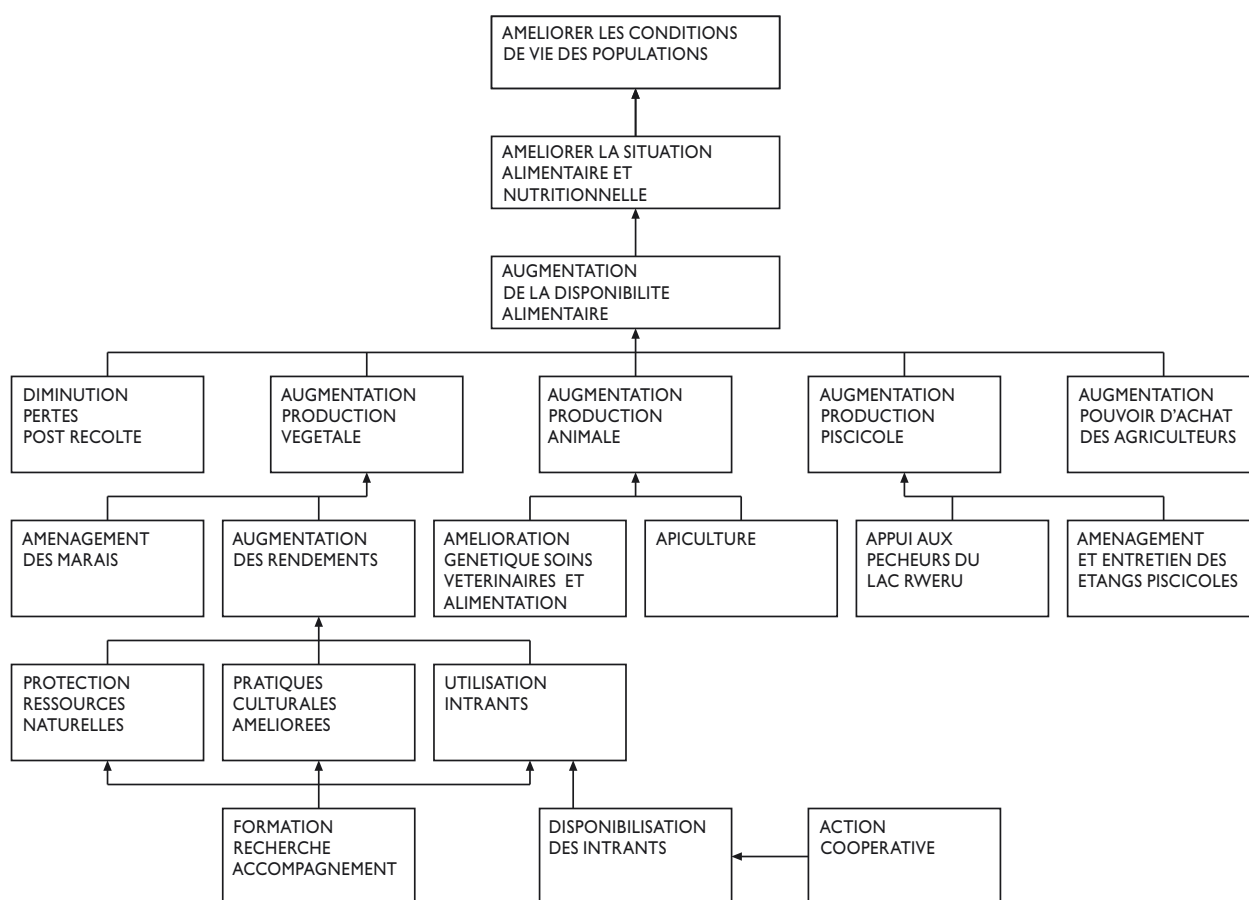 AMELIORER LES CONDITIONS
DE VIE DES POPULATIONS
AMELIORER LA SITUATION
ALIMENTAIRE ET
NUTRITIONNELLE
AUGMENTATION
DE LA DISPONIBILITE
ALIMENTAIRE
DIMINUTION
PERTES
POST RECOLTE
AUGMENTATION
PRODUCTION
VEGETALE
AUGMENTATION
PRODUCTION
ANIMALE
AUGMENTATION
PRODUCTION
PISCICOLE
AUGMENTATION
POUVOIR D'ACHAT
DES AGRICULTEURS
AMENAGEMENT
DES MARAIS
AUGMENTATION
DES RENDEMENTS
AMELIORATION
GENETIQUE SOINS
VETERINAIRES ET
ALIMENTATION
APICULTURE
APPUI AUX
PECHEURS DU
LAC RWERU
AMENAGEMENT
ET ENTRETIEN DES
ETANGS PISCICOLES
PROTECTION
RESSOURCES
NATURELLES
PRATIQUES
CULTURALES
AMELIOREES
UTILISATION
INTRANTS
FORMATION
RECHERCHE
ACCOMPAGNEMENT
DISPONIBILISATION
DES INTRANTS
ACTION
COOPERATIVE